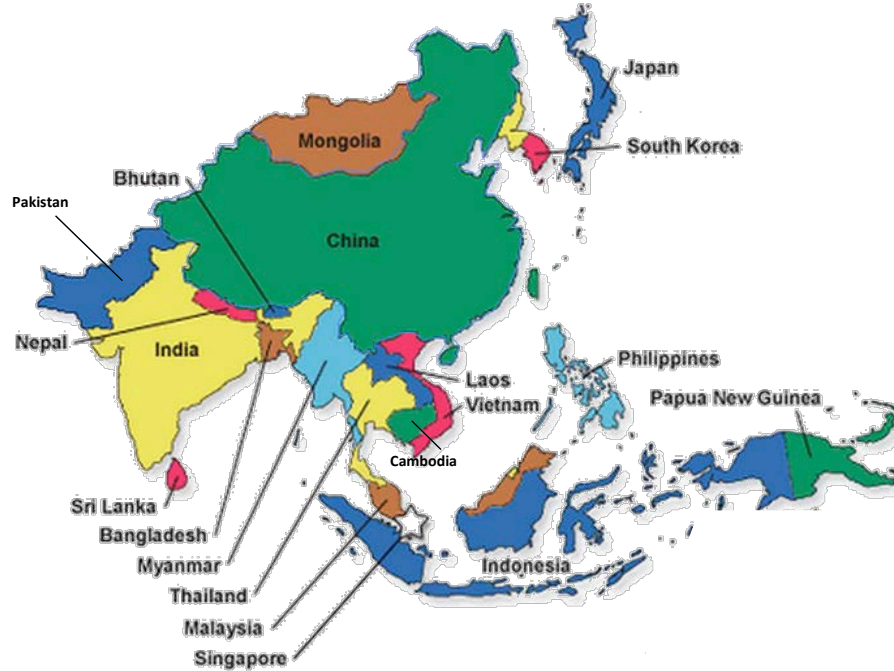 Japan
South Korea
Mongolia
Bhutan
Pakistan
China
Nepal
India
Philippines
Laos
Papua New Guinea
Vietnam
Cambodia
Sri Lanka
Bangladesh
Myanmar
Indonesia
Thailand
Malaysia
Singapore